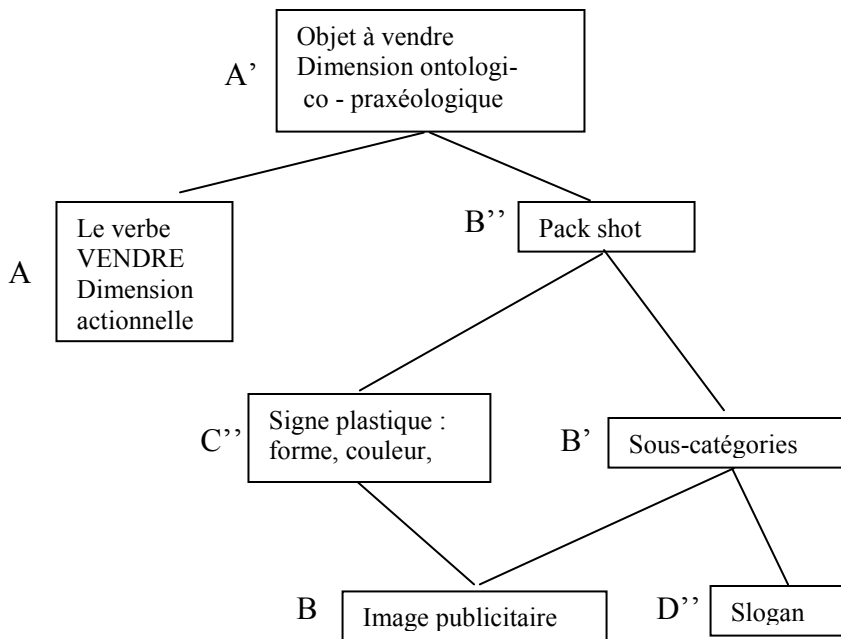 Objet à vendre
A’ Dimension ontologi-
co - praxéologique
Le verbe
VENDRE
A Dimension
actionnelle
B’’ Pack shot
Signe plastique :
C’’ forme, couleur,
B’ Sous-catégories
B Image publicitaire
D’’ Slogan